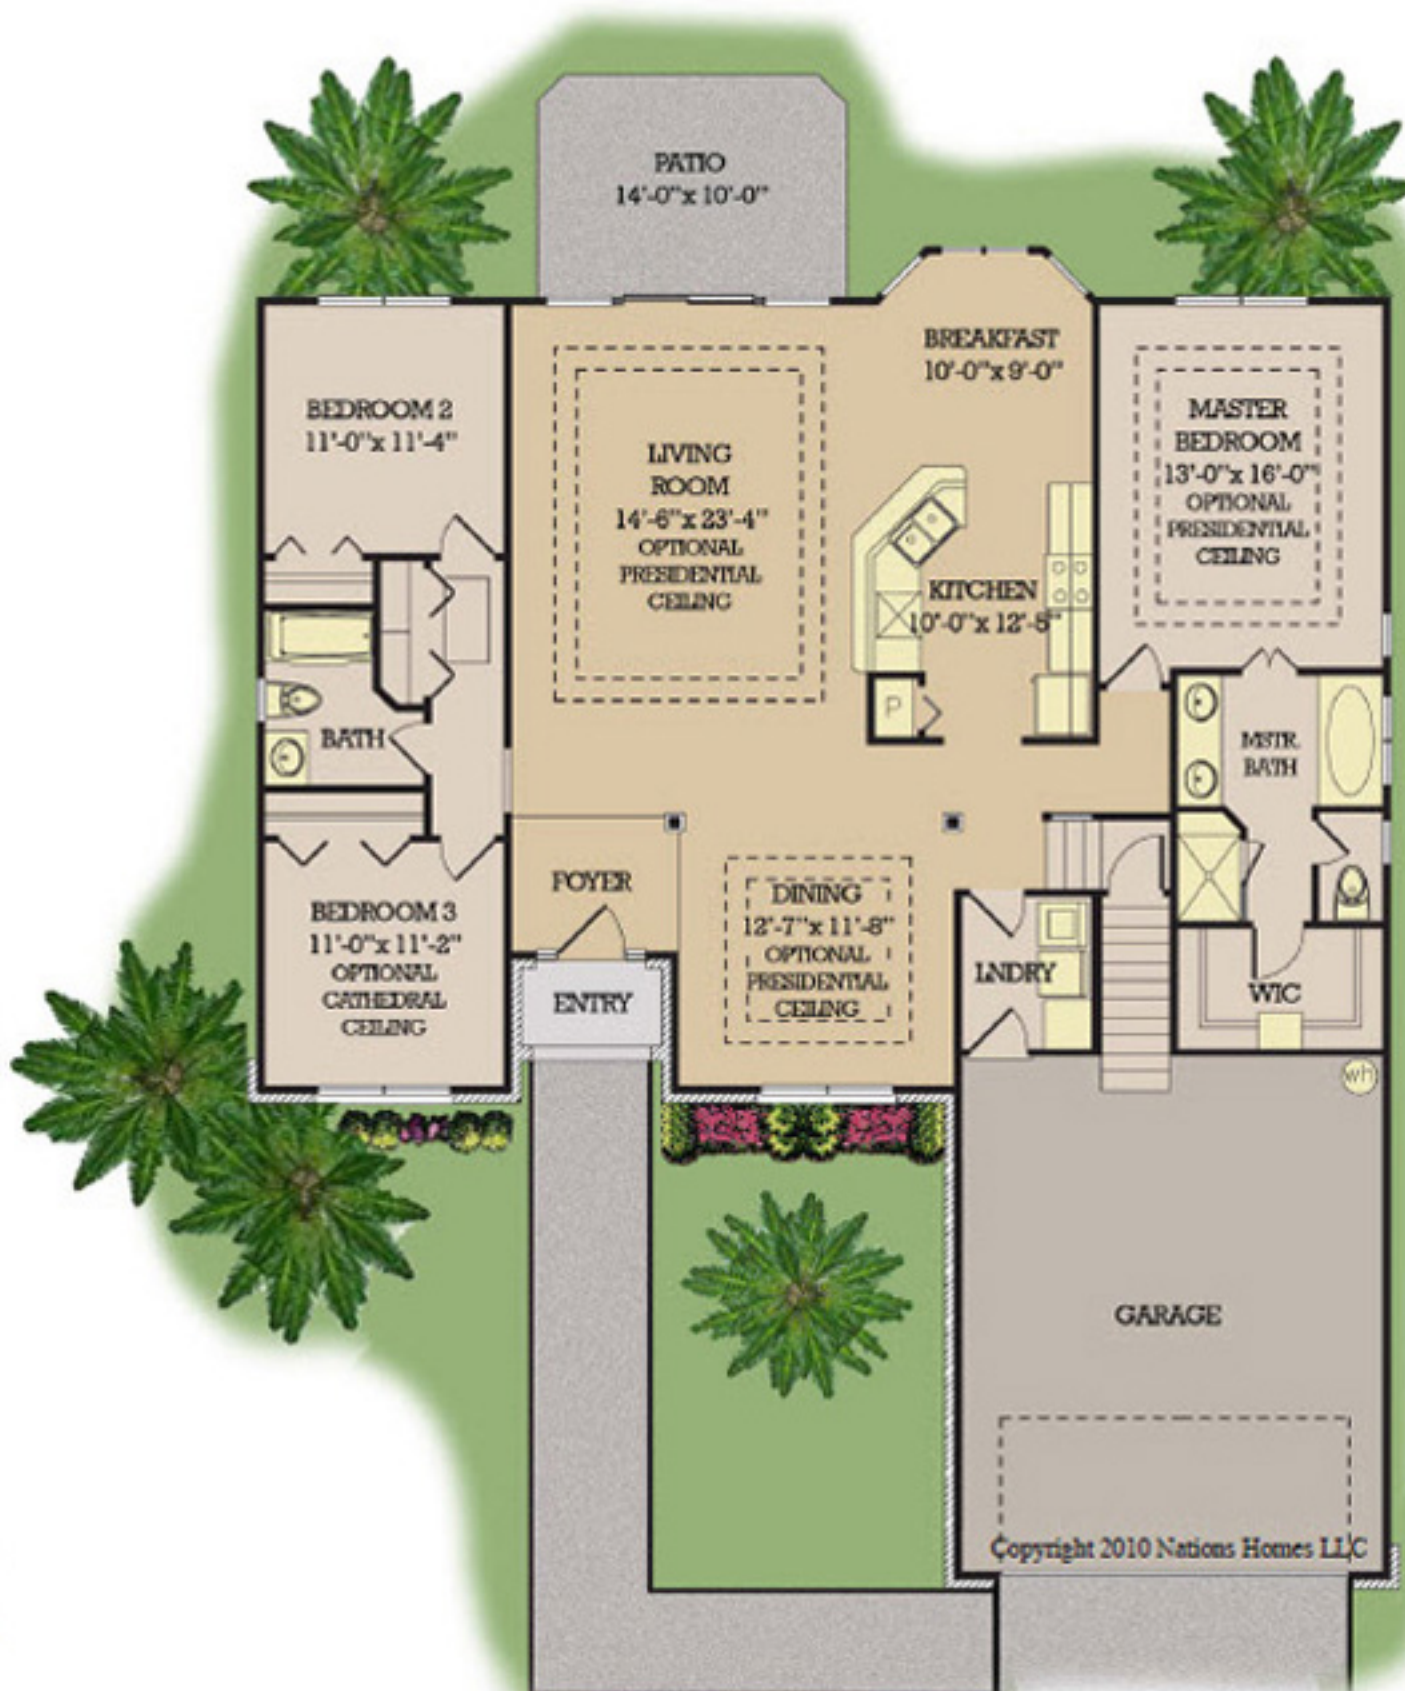 PATIO
14'-0"x 10'-0"
BREAKFAST
10'-0"x 9'-0"
BEDROOM 2
11'-0"x 11'-4"
LIVING
ROOM
14'-6"x 23'-4"
OPTIONAL
PRESIDENTIAL
CEILING
MASTER
BEDROOM
13'-0"x 16'-0"
OPTIONAL
PRESIDENTIAL
CEILING
KITCHEN
10'-0"x 12'-5"
P
BATH
MSTR.
BATH
FOYER
DINING
12'-7"x 11'-8"
OPTIONAL
PRESIDENTIAL
CEILING
BEDROOM 3
11'-0"x 11'-2"
OPTIONAL
CATHEDRAL
CEILING
ENTRY
LNDRY
WIC
wh
GARAGE
Copyright 2010 Nations Homes LLC